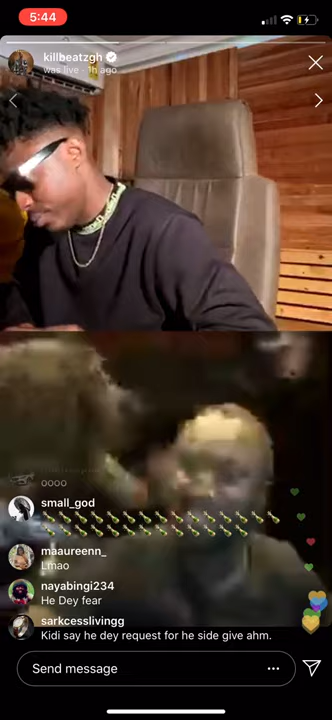 5:44
killbeatzgh
was live · 1h ago
oooo
small_god
🍾🍾🍾🍾🍾🍾🍾🍾🍾🍾🍾🍾🍾🍾🍾
🍾🍾🍾🍾🍾🍾🍾🍾🍾🍾🍾🍾🍾
maaureenn_
Lmao
nayabingi234
He Dey fear
sarkcesslivingg
Kidi say he dey request for he side give ahm.
Send message